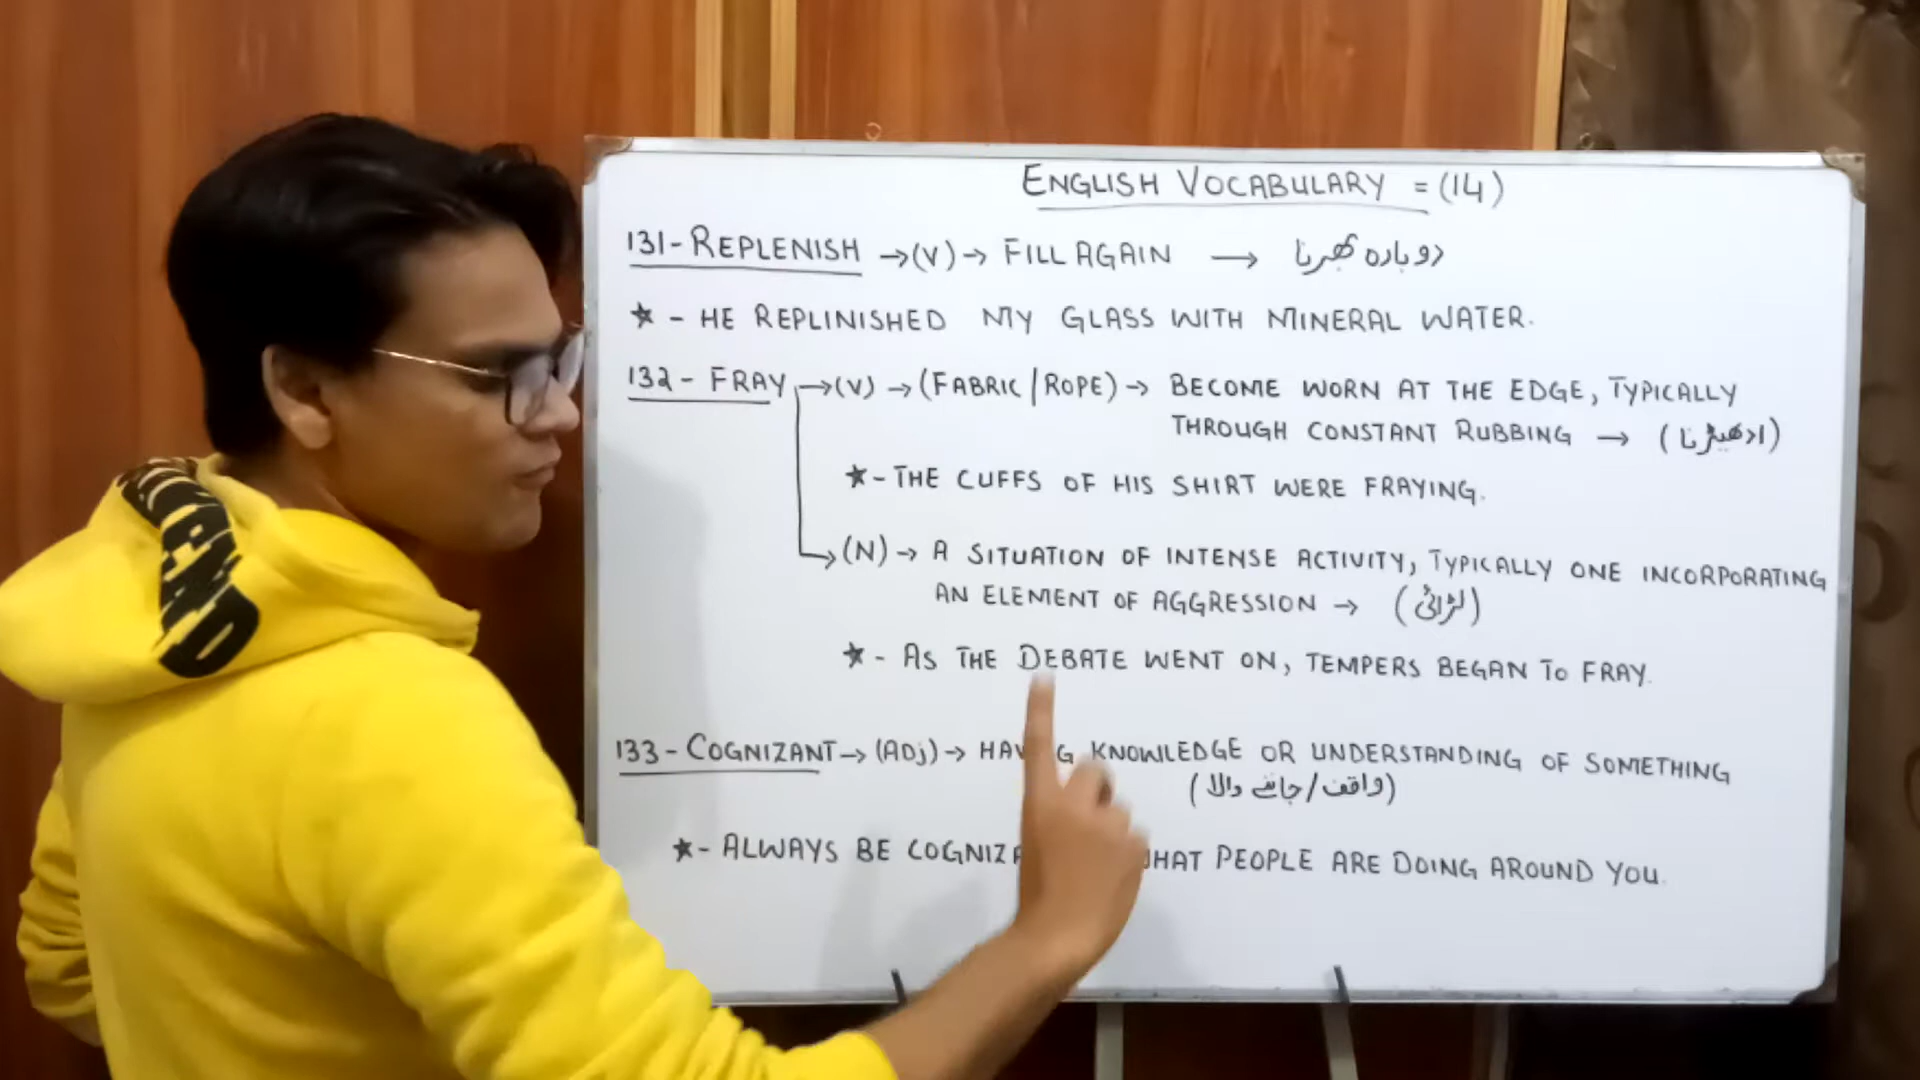 ENGLISH VOCABULARY = (14)
131- REPLENISH →(V)→ FILL AGAIN → دوبارہ بھرنا
★ - HE REPLINISHED MY GLASS WITH MINERAL WATER.
132- FRAY →(V) → (FABRIC/ROPE) → BECOME WORN AT THE EDGE, TYPICALLY
THROUGH CONSTANT RUBBING → (ادھیڑنا)
★- THE CUFFS OF HIS SHIRT WERE FRAYING.
→(N) → A SITUATION OF INTENSE ACTIVITY, TYPICALLY ONE INCORPORATING
AN ELEMENT OF AGGRESSION → (لڑائی)
★ - AS THE DEBATE WENT ON, TEMPERS BEGAN TO FRAY.
133- COGNIZANT → (ADj) → KNOWLEDGE OR UNDERSTANDING OF SOMETHING
(واقف/جاننے والا)
★- ALWAYS BE PEOPLE ARE DOING AROUND YOU.